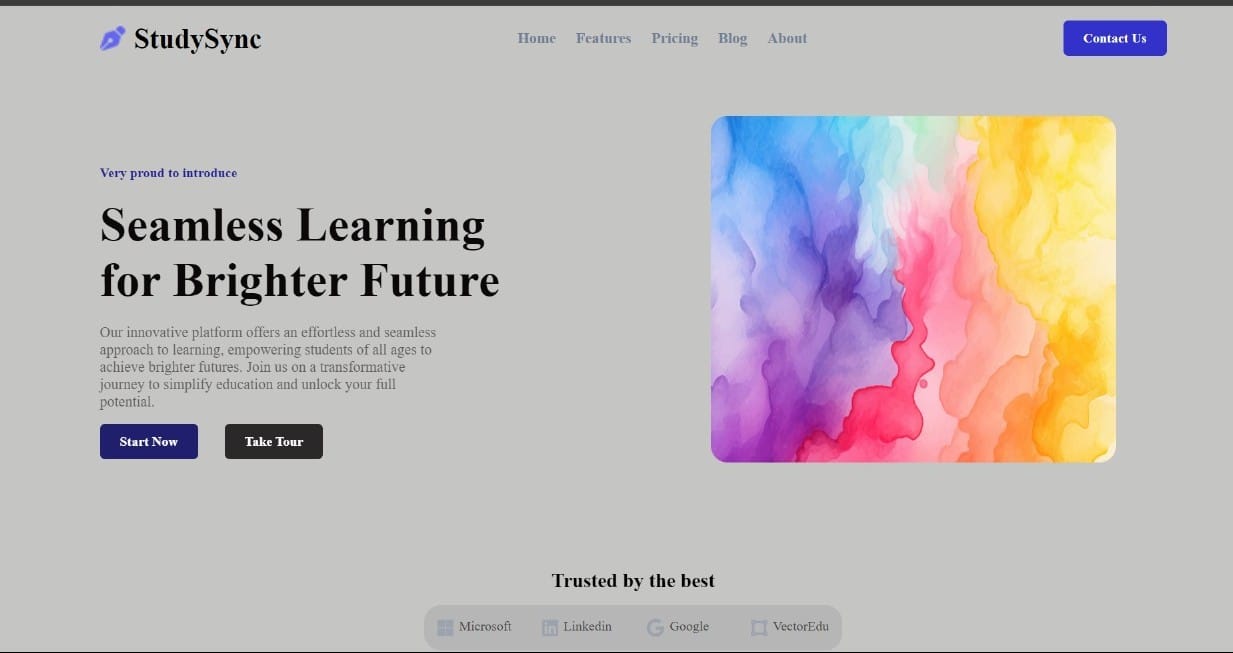 StudySync
Home Features Pricing Blog About
Contact Us
Very proud to introduce
Seamless Learning
for Brighter Future
Our innovative platform offers an effortless and seamless
approach to learning, empowering students of all ages to
achieve brighter futures. Join us on a transformative
journey to simplify education and unlock your full
potential.
Start Now
Take Tour
Trusted by the best
Microsoft Linkedin Google VectorEdu